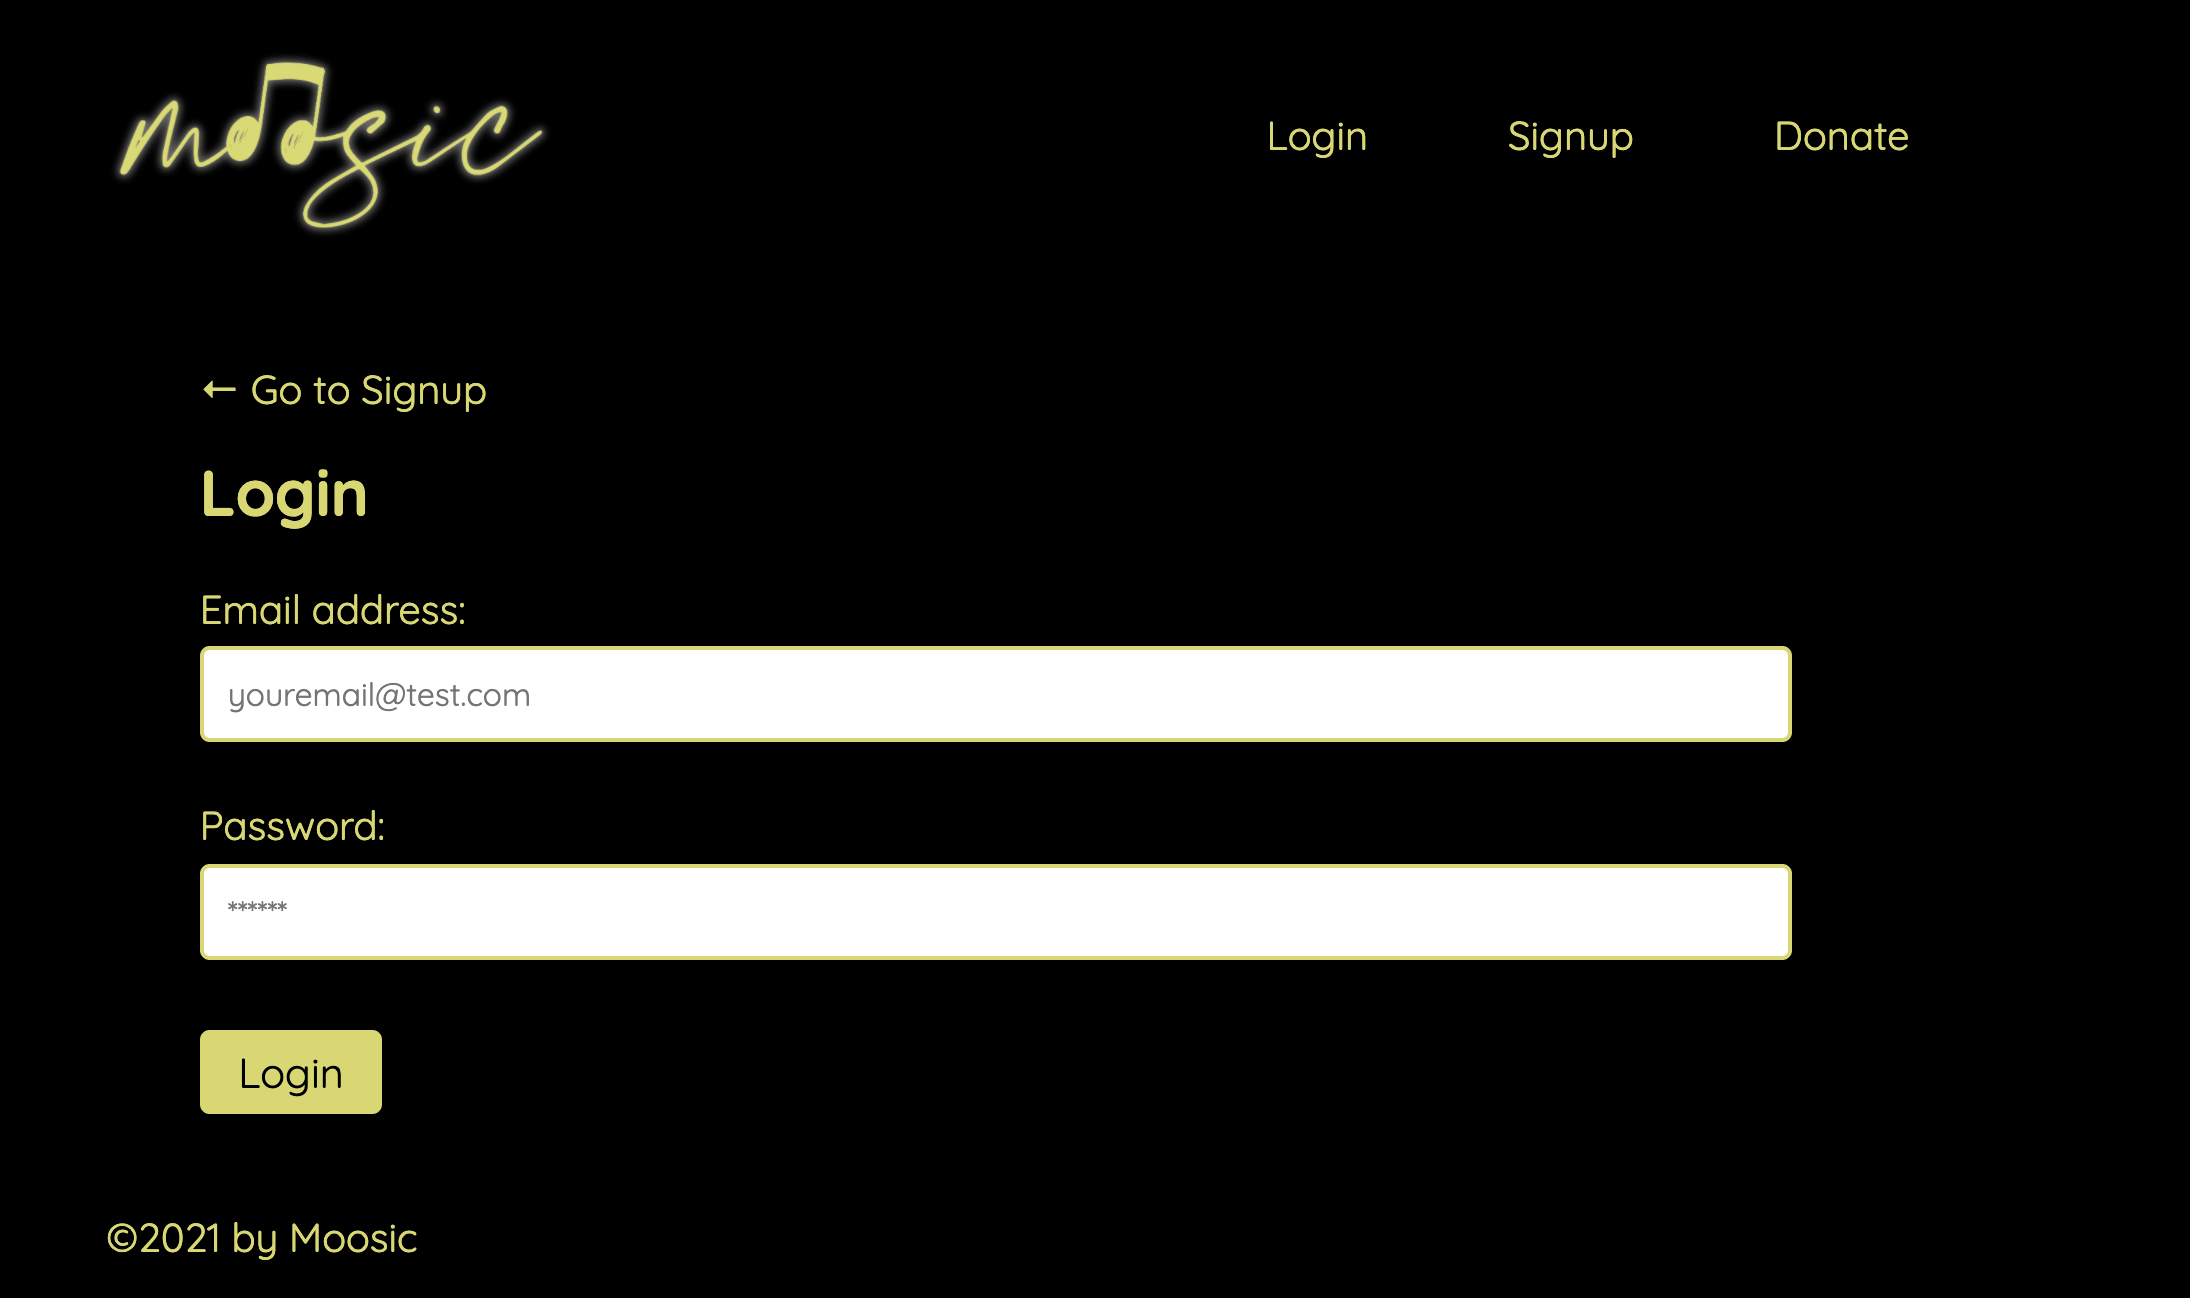 moosic
Login Signup Donate
← Go to Signup
Login
Email address:
youremail@test.com
Password:
******
Login
©2021 by Moosic